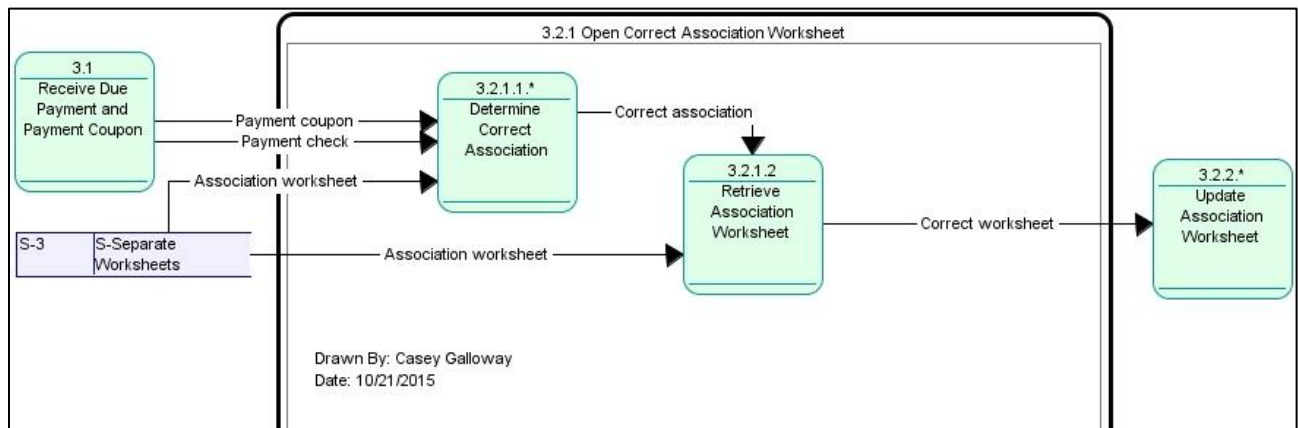 3.2.1 Open Correct Association Worksheet
3.1
Receive Due
Payment and
Payment Coupon
Payment coupon
Payment check
Association worksheet
S-3
S-Separate
Worksheets
Association worksheet
3.2.1.1.*
Determine
Correct
Association
Correct association
3.2.1.2
Retrieve
Association
Worksheet
Correct worksheet
3.2.2.*
Update
Association
Worksheet
Drawn By: Casey Galloway
Date: 10/21/2015